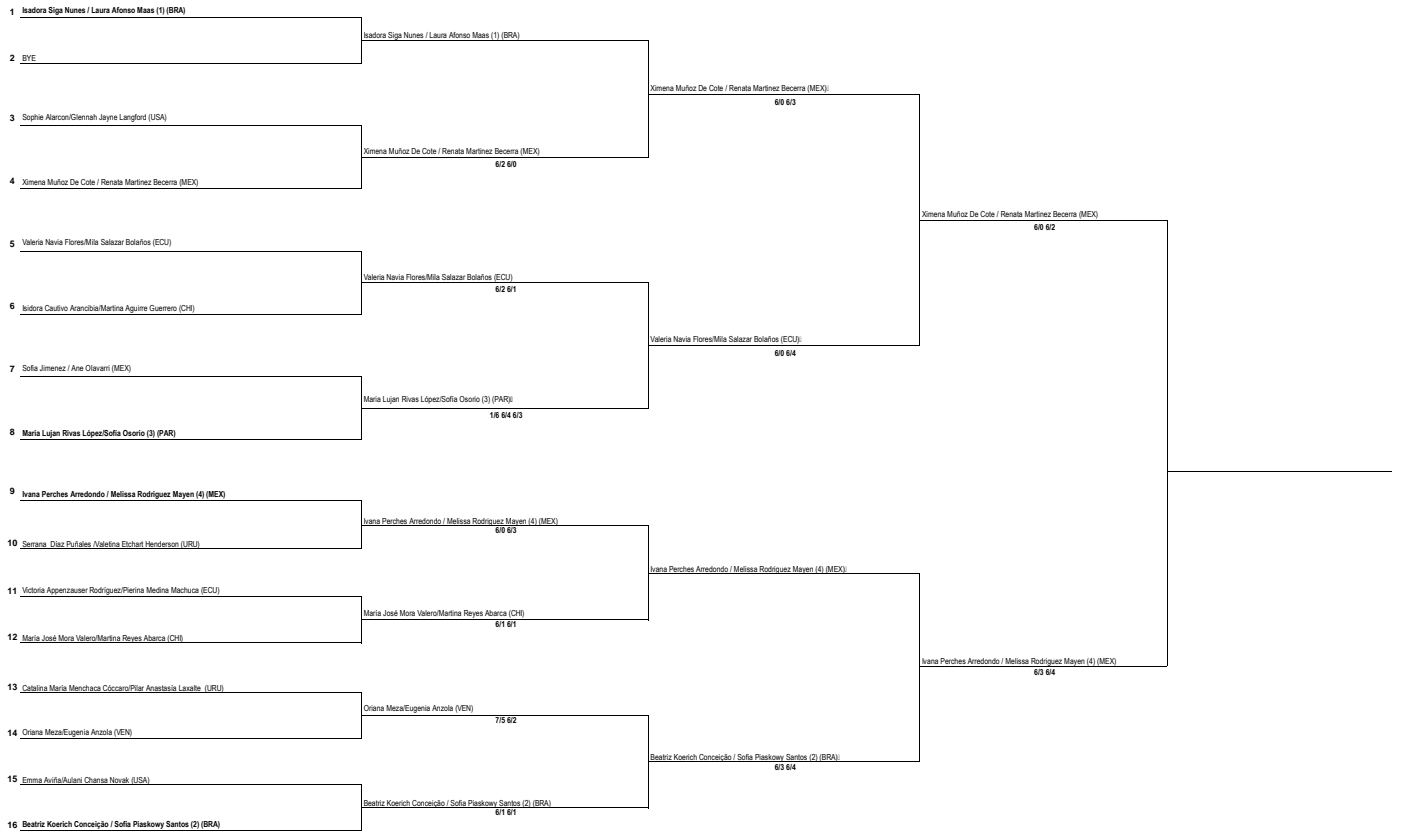 1 Isadora Siga Nunes / Laura Afonso Maas (1) (BRA)
Isadora Siga Nunes / Laura Afonso Maas (1) (BRA)
2 BYE
Ximena Muñoz De Cote / Renata Martinez Becerra (MEX)
6/0 6/3
3 Sophie Alarcon/Glennah Jayne Langford (USA)
Ximena Muñoz De Cote / Renata Martinez Becerra (MEX)
6/2 6/0
4 Ximena Muñoz De Cote / Renata Martinez Becerra (MEX)
Ximena Muñoz De Cote / Renata Martinez Becerra (MEX)
6/0 6/2
5 Valeria Navia Flores/Mila Salazar Bolaños (ECU)
Valeria Navia Flores/Mila Salazar Bolaños (ECU)
6/2 6/1
6 Isidora Cautivo Arancibia/Martina Aguirre Guerrero (CHI)
Valeria Navia Flores/Mila Salazar Bolaños (ECU)
6/0 6/4
7 Sofia Jimenez / Ane Olavarri (MEX)
Maria Lujan Rivas López/Sofía Osorio (3) (PAR)
1/6 6/4 6/3
8 Maria Lujan Rivas López/Sofía Osorio (3) (PAR)
9 Ivana Perches Arredondo / Melissa Rodriguez Mayen (4) (MEX)
Ivana Perches Arredondo / Melissa Rodriguez Mayen (4) (MEX)
6/0 6/3
10 Serrana Díaz Puñales /Valetina Etchart Henderson (URU)
Ivana Perches Arredondo / Melissa Rodriguez Mayen (4) (MEX)
11 Victoria Appenzauser Rodríguez/Pierina Medina Machuca (ECU)
María José Mora Valero/Martina Reyes Abarca (CHI)
6/1 6/1
12 María José Mora Valero/Martina Reyes Abarca (CHI)
Ivana Perches Arredondo / Melissa Rodriguez Mayen (4) (MEX)
6/3 6/4
13 Catalina María Menchaca Cóccaro/Pilar Anastasía Laxalte (URU)
Oriana Meza/Eugenia Anzola (VEN)
7/5 6/2
14 Oriana Meza/Eugenia Anzola (VEN)
Beatriz Koerich Conceição / Sofia Piaskowy Santos (2) (BRA)
6/3 6/4
15 Emma Aviña/Aulani Chansa Novak (USA)
Beatriz Koerich Conceição / Sofia Piaskowy Santos (2) (BRA)
6/1 6/1
16 Beatriz Koerich Conceição / Sofia Piaskowy Santos (2) (BRA)